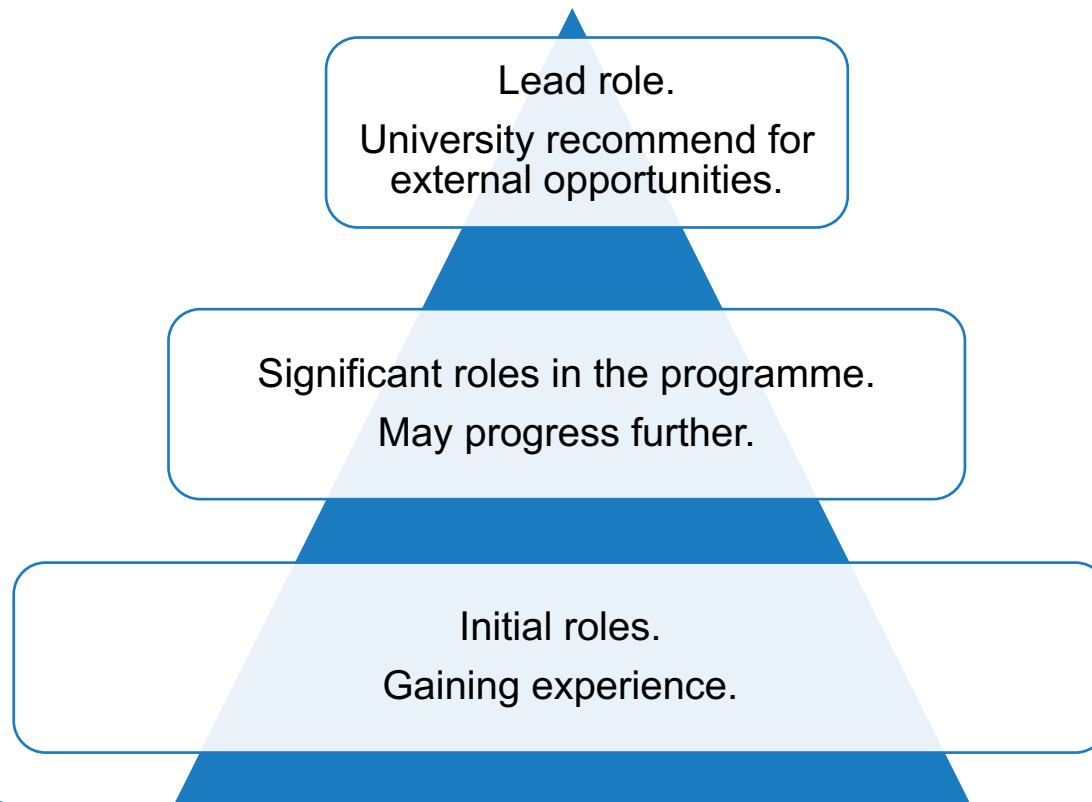 Lead role.
University recommend for
external opportunities.
Significant roles in the programme.
May progress further.
Initial roles.
Gaining experience.